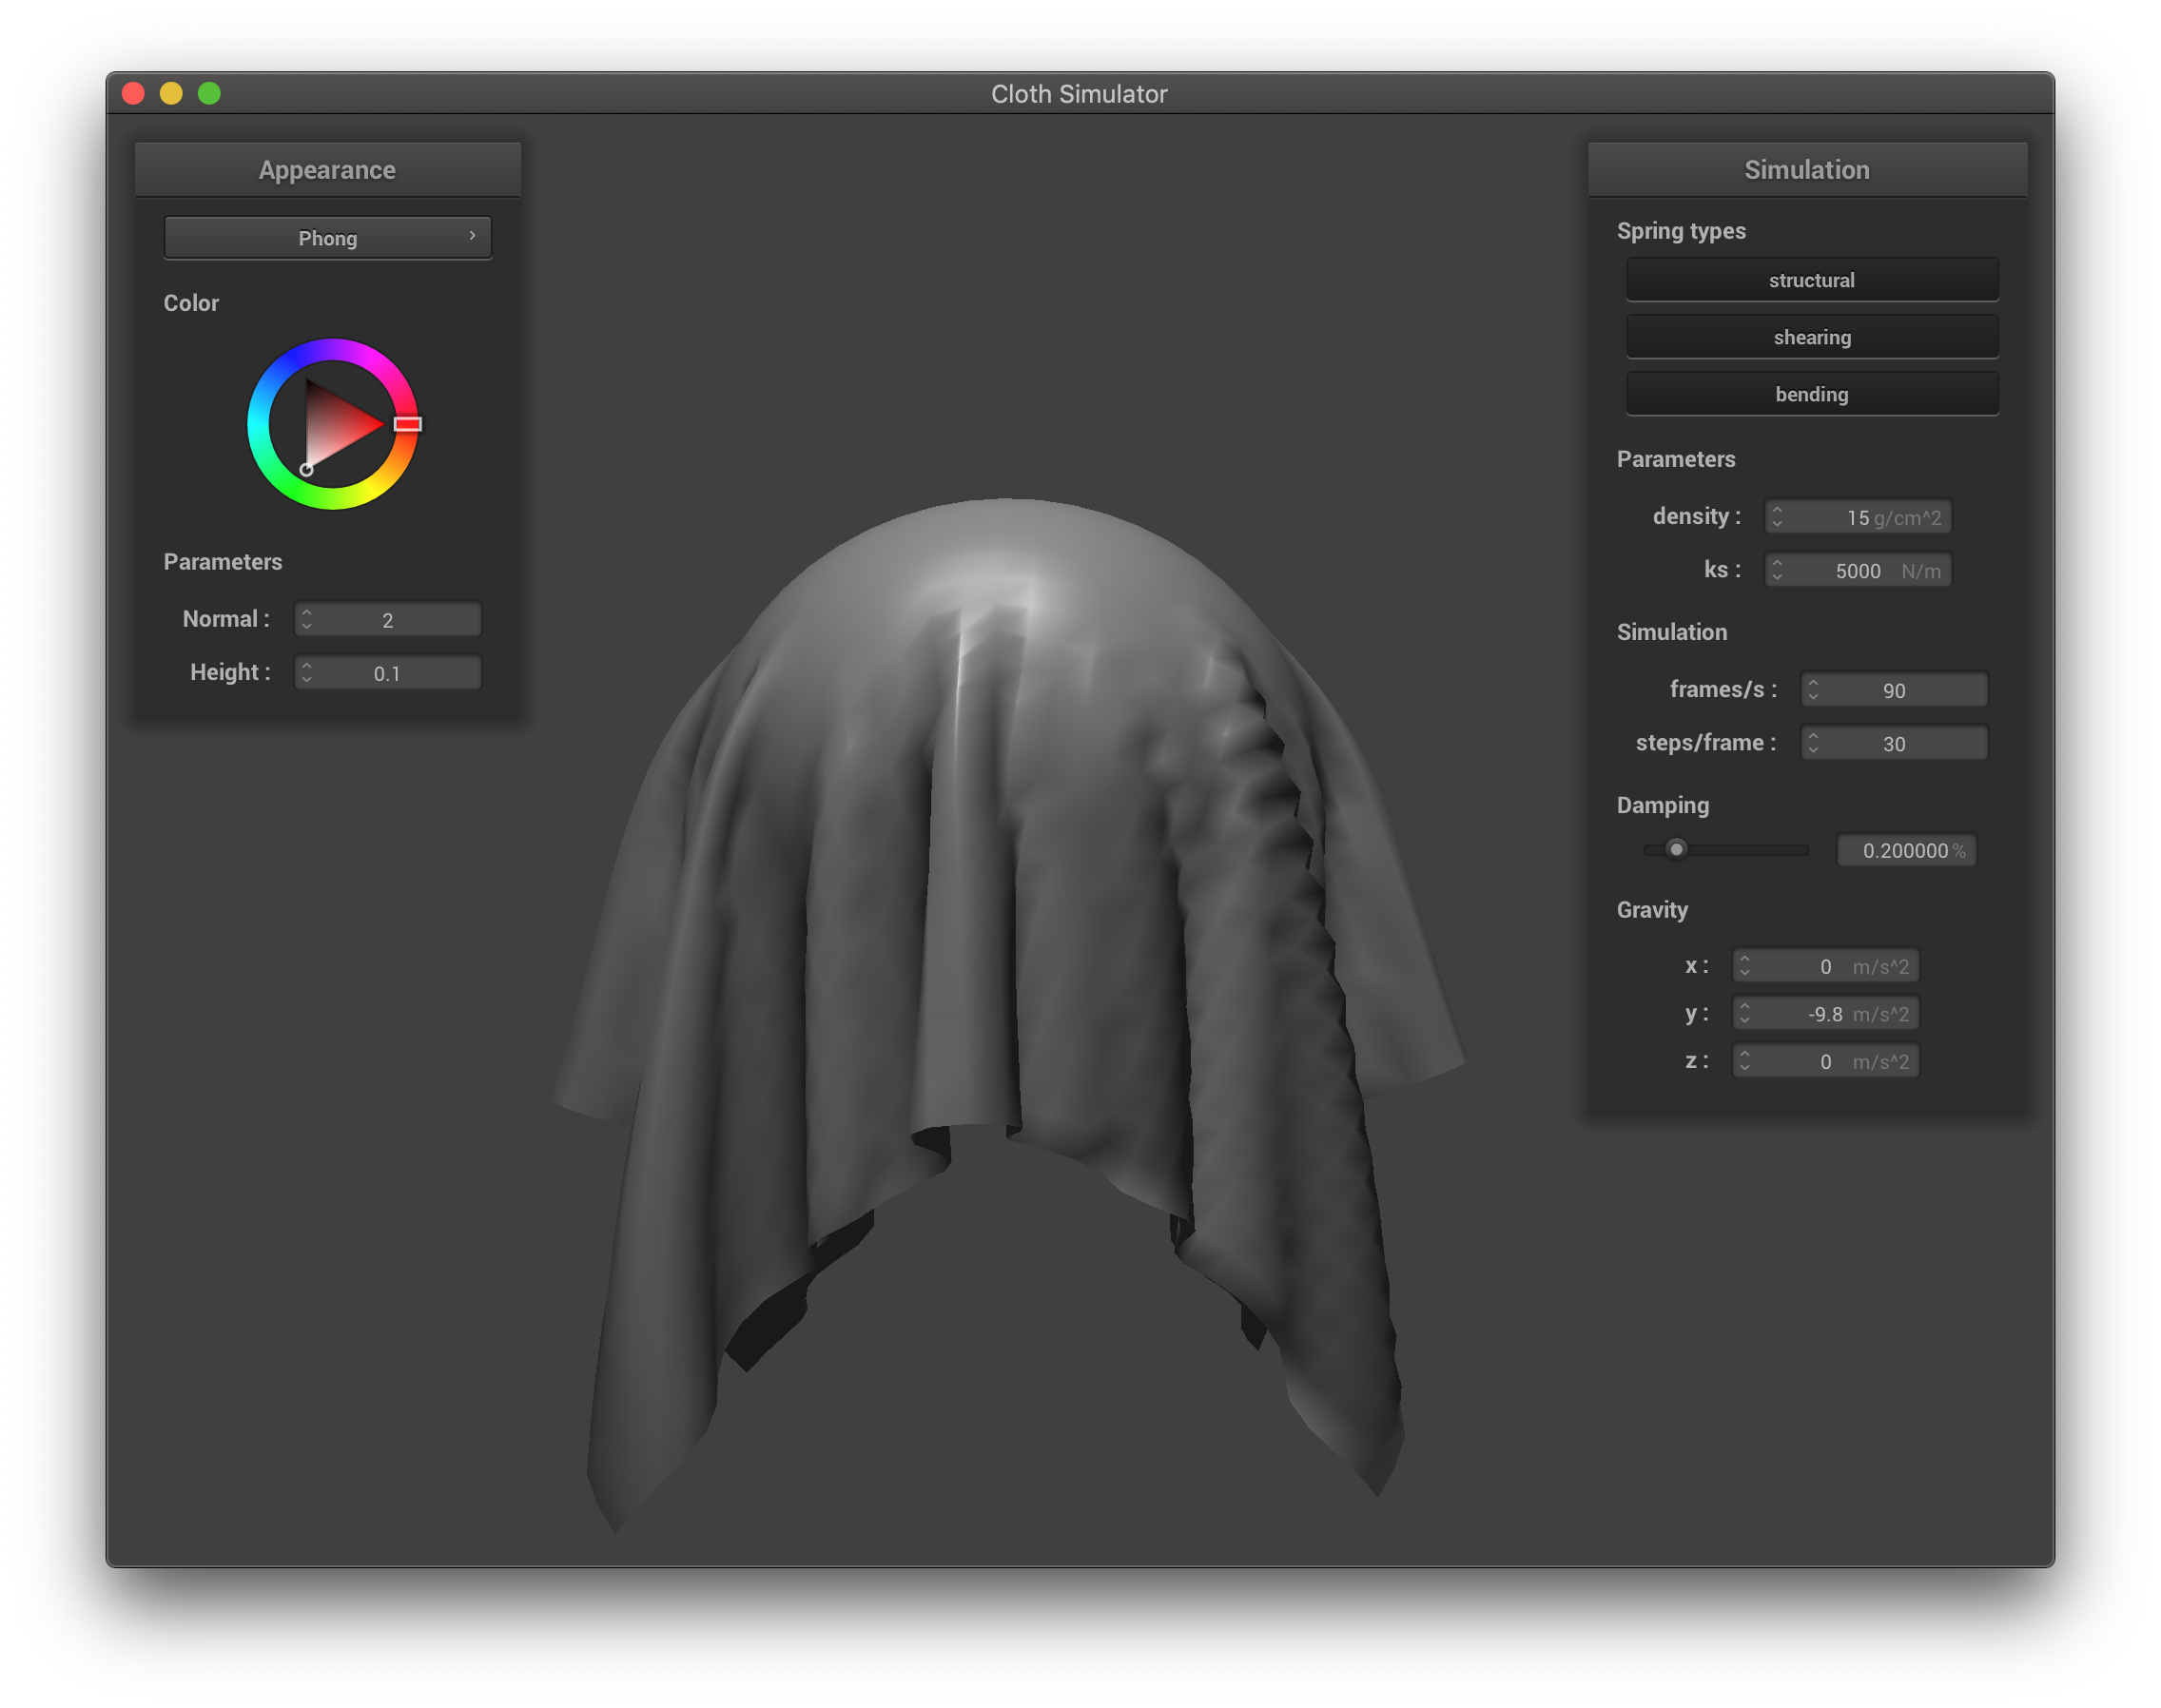 Cloth Simulator
Appearance
Phong
Color
Parameters
Normal : 2
Height : 0.1
Simulation
Spring types
structural
shearing
bending
Parameters
density : 15 g/cm^2
ks : 5000 N/m
Simulation
frames/s : 90
steps/frame : 30
Damping
0.200000 %
Gravity
x : 0 m/s^2
y : -9.8 m/s^2
z : 0 m/s^2